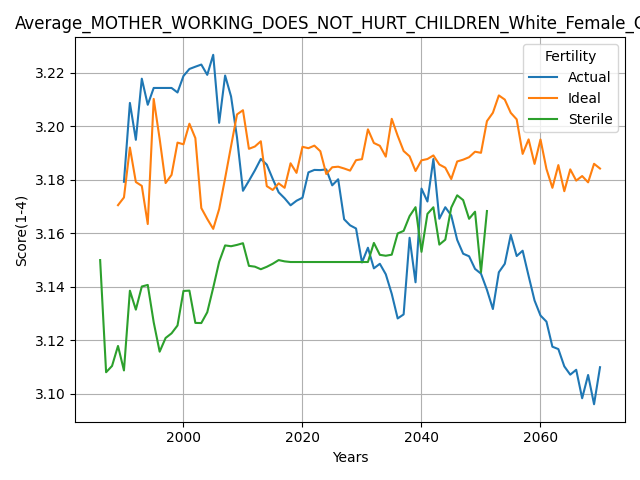 Average_MOTHER_WORKING_DOES_NOT_HURT_CHILDREN_White_Female_
Fertility
Actual
Ideal
Sterile
Score(1-4)
3.22
3.20
3.18
3.16
3.14
3.12
3.10
2000
2020
2040
2060
Years